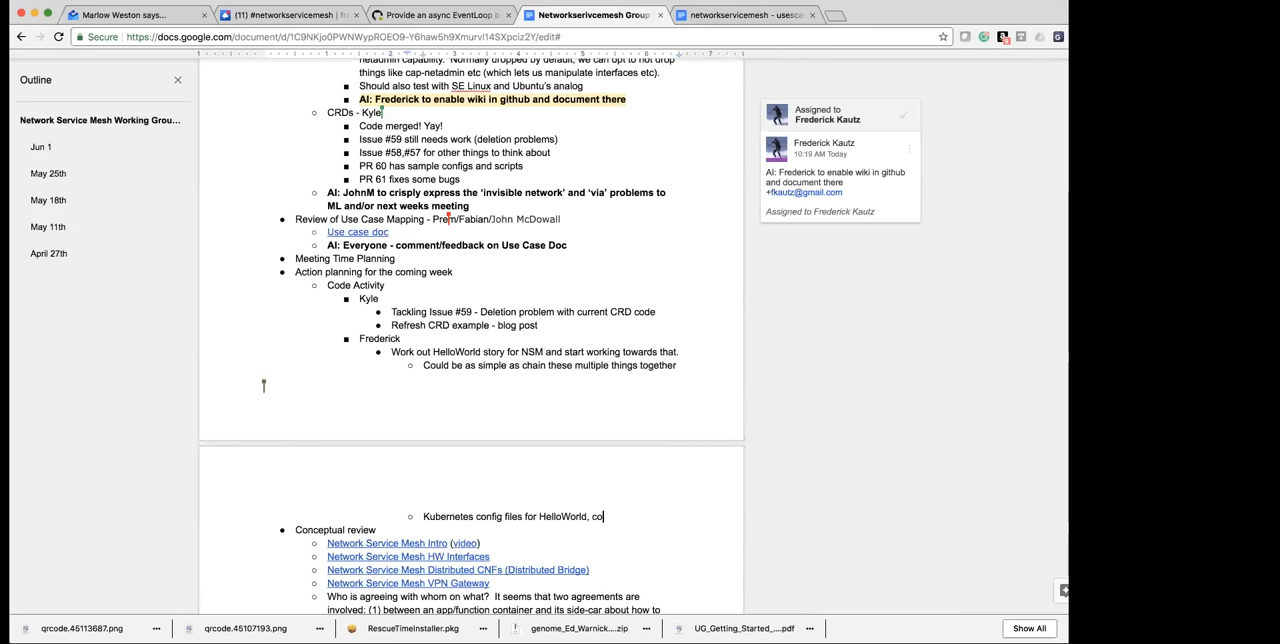 Marlow Weston says...
(11) #networkservicemesh | fr
Provide an async EventLoop b
Networkserivcemesh Group
networkservicemesh - usesca
Secure
https://docs.google.com/document/d/1C9NKjo0PWNWypROEO9-Y6haw5h9Xmurvl14SXpciz2Y/edit#
Outline
Network Service Mesh Working Grou...
Jun 1
May 25th
May 18th
May 11th
April 27th
netadmin capability. Normally dropped by default, we can opt to not drop
things like cap-netadmin etc (which lets us manipulate interfaces etc).
Should also test with SE Linux and Ubuntu's analog
AI: Frederick to enable wiki in github and document there
CRDs - Kyle
Code merged! Yay!
Issue #59 still needs work (deletion problems)
Issue #58,#57 for other things to think about
PR 60 has sample configs and scripts
PR 61 fixes some bugs
AI: JohnM to crisply express the 'invisible network' and 'via' problems to
ML and/or next weeks meeting
Review of Use Case Mapping - Prem/Fabian/John McDowall
Use case doc
AI: Everyone - comment/feedback on Use Case Doc
Meeting Time Planning
Action planning for the coming week
Code Activity
Kyle
Tackling Issue #59 - Deletion problem with current CRD code
Refresh CRD example - blog post
Frederick
Work out HelloWorld story for NSM and start working towards that.
Could be as simple as chain these multiple things together
Kubernetes config files for HelloWorld, co
Conceptual review
Network Service Mesh Intro (video)
Network Service Mesh HW Interfaces
Network Service Mesh Distributed CNFs (Distributed Bridge)
Network Service Mesh VPN Gateway
Who is agreeing with whom on what? It seems that two agreements are
involved: (1) between an app/function container and its side-car about how to
Assigned to
Frederick Kautz
Frederick Kautz
10:19 AM Today
AI: Frederick to enable wiki in github
and document there
+fkautz@gmail.com
Assigned to Frederick Kautz
qrcode.45113687.png
qrcode.45107193.png
RescueTimeInstaller.pkg
genome_Ed_Warnick....zip
UG_Getting_Started_...pdf
Show All